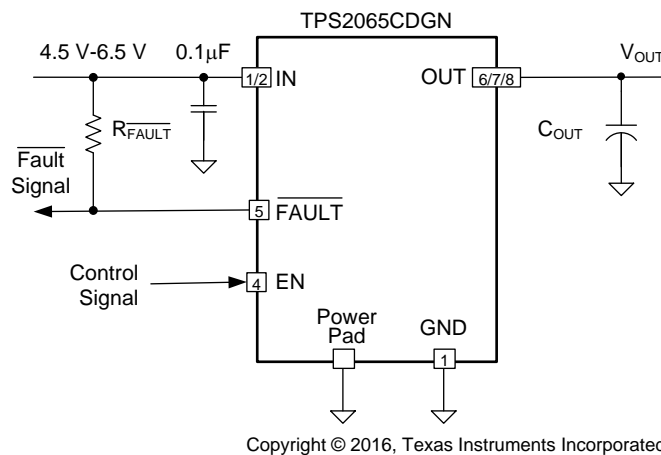 TPS2065CDGN
4.5 V-6.5 V
0.1µF
1/2
IN
OUT
6/7/8
VOUT
RFAULT
COUT
Fault
Signal
5
FAULT
Control
Signal
4
EN
Power
Pad
GND
1
Copyright © 2016, Texas Instruments Incorporated